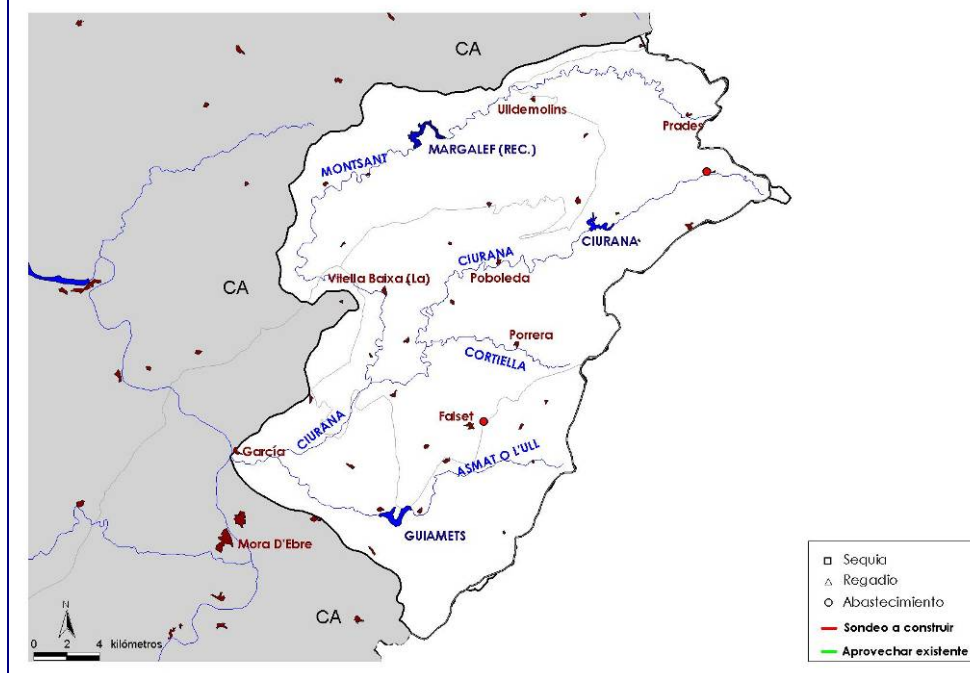 CA
Ulldemolins
Prades
MARGALEF (REC.)
MONTSANT
CIURANA
CIURANA
Poboleda
CA
Vilella Baixa (La)
Porrera
CORTIELLA
Falset
CIURANA
García
ASMAT O L'ULL
GUIAMETS
Mora D'Ebre
CA
N
0 2 4 kilómetros
Sequia
Regadio
Abastecimiento
Sondeo a construir
Aprovechar existente